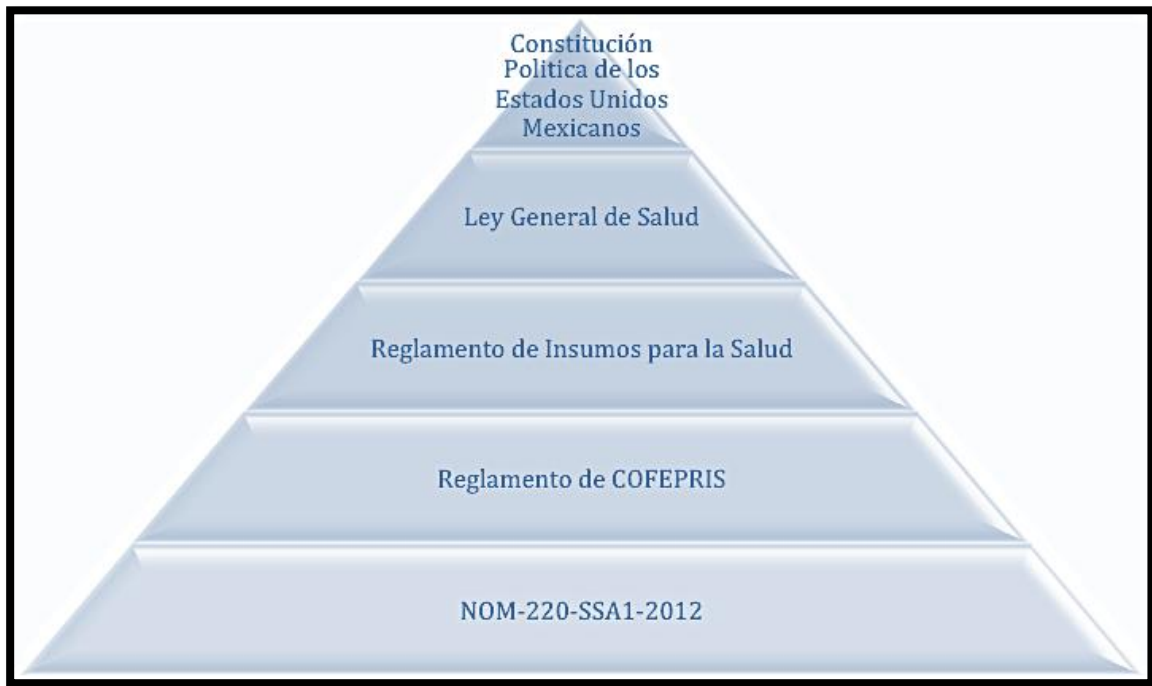 Constitución
Politica de los
Estados Unidos
Mexicanos
Ley General de Salud
Reglamento de Insumos para la Salud
Reglamento de COFEPRIS
NOM-220-SSA1-2012